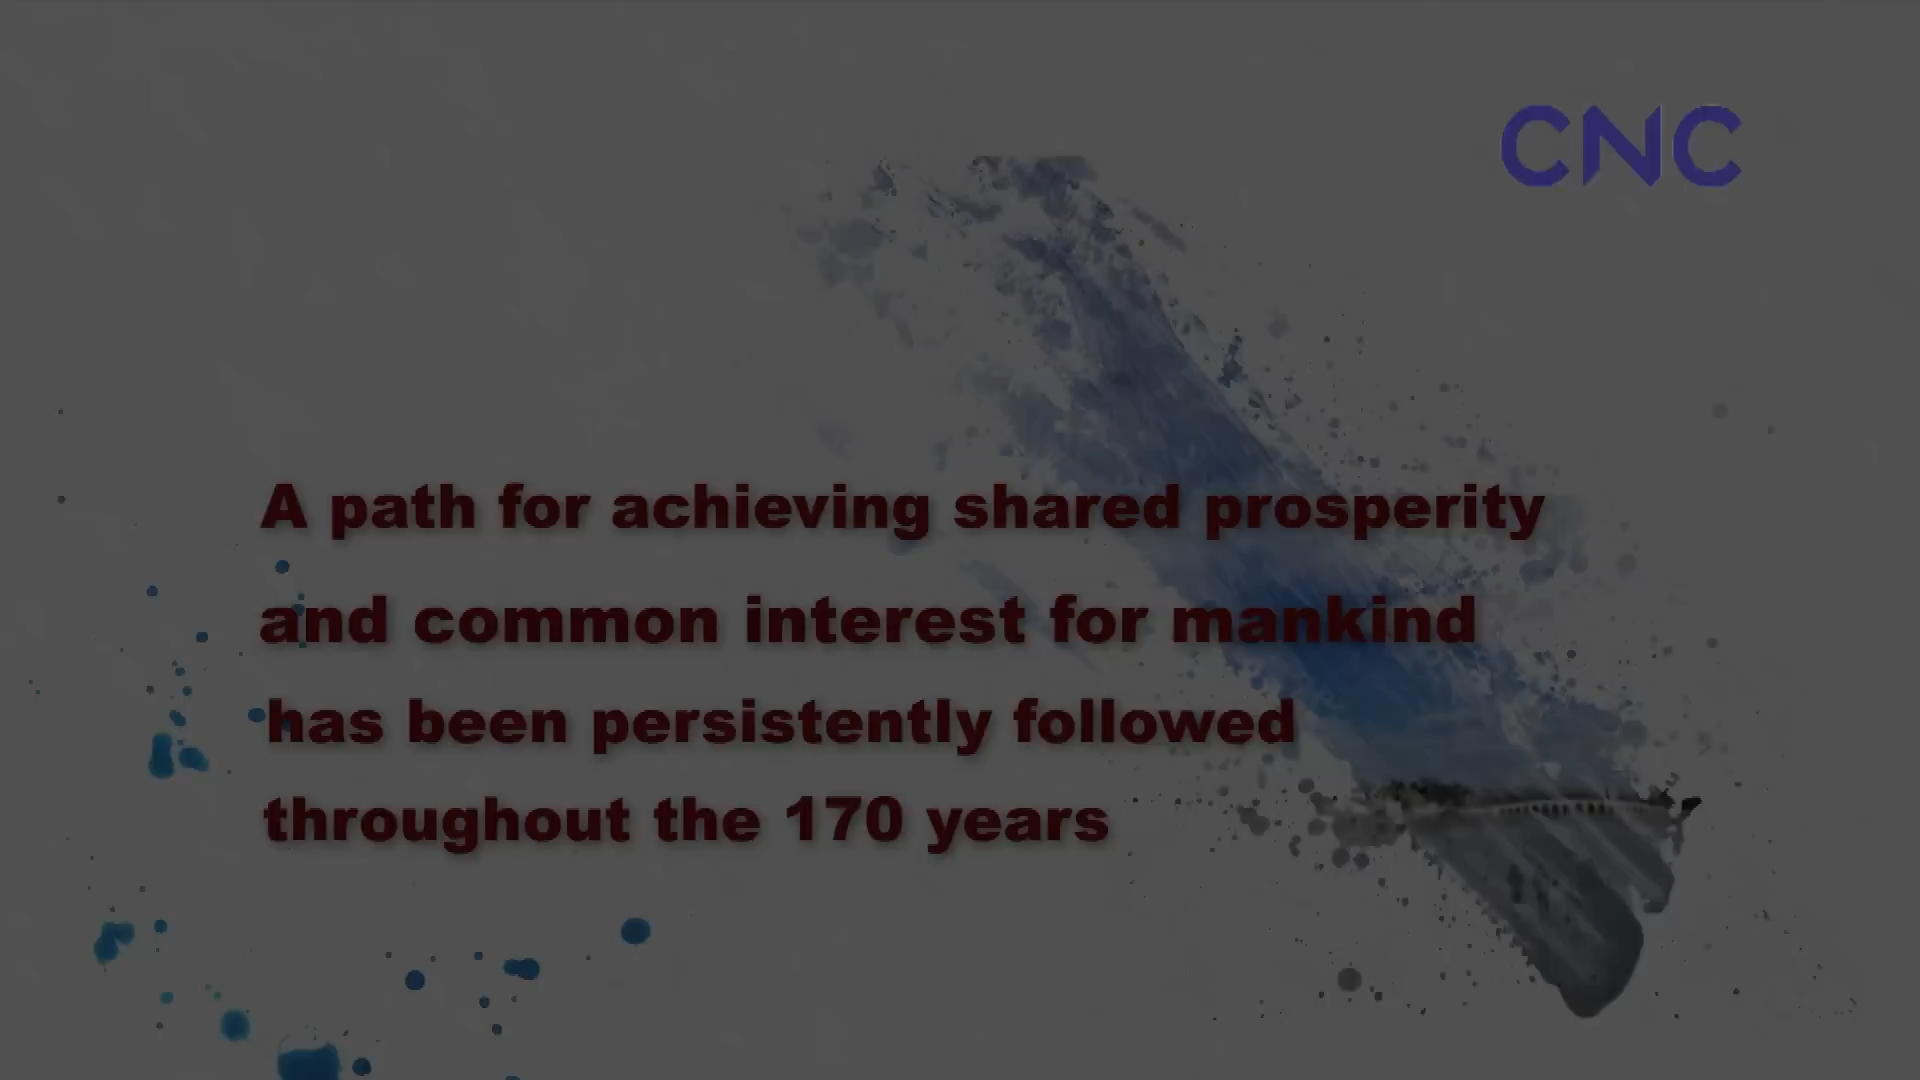 CNC
A path for achieving shared prosperity
and common interest for mankind
has been persistently followed
throughout the 170 years